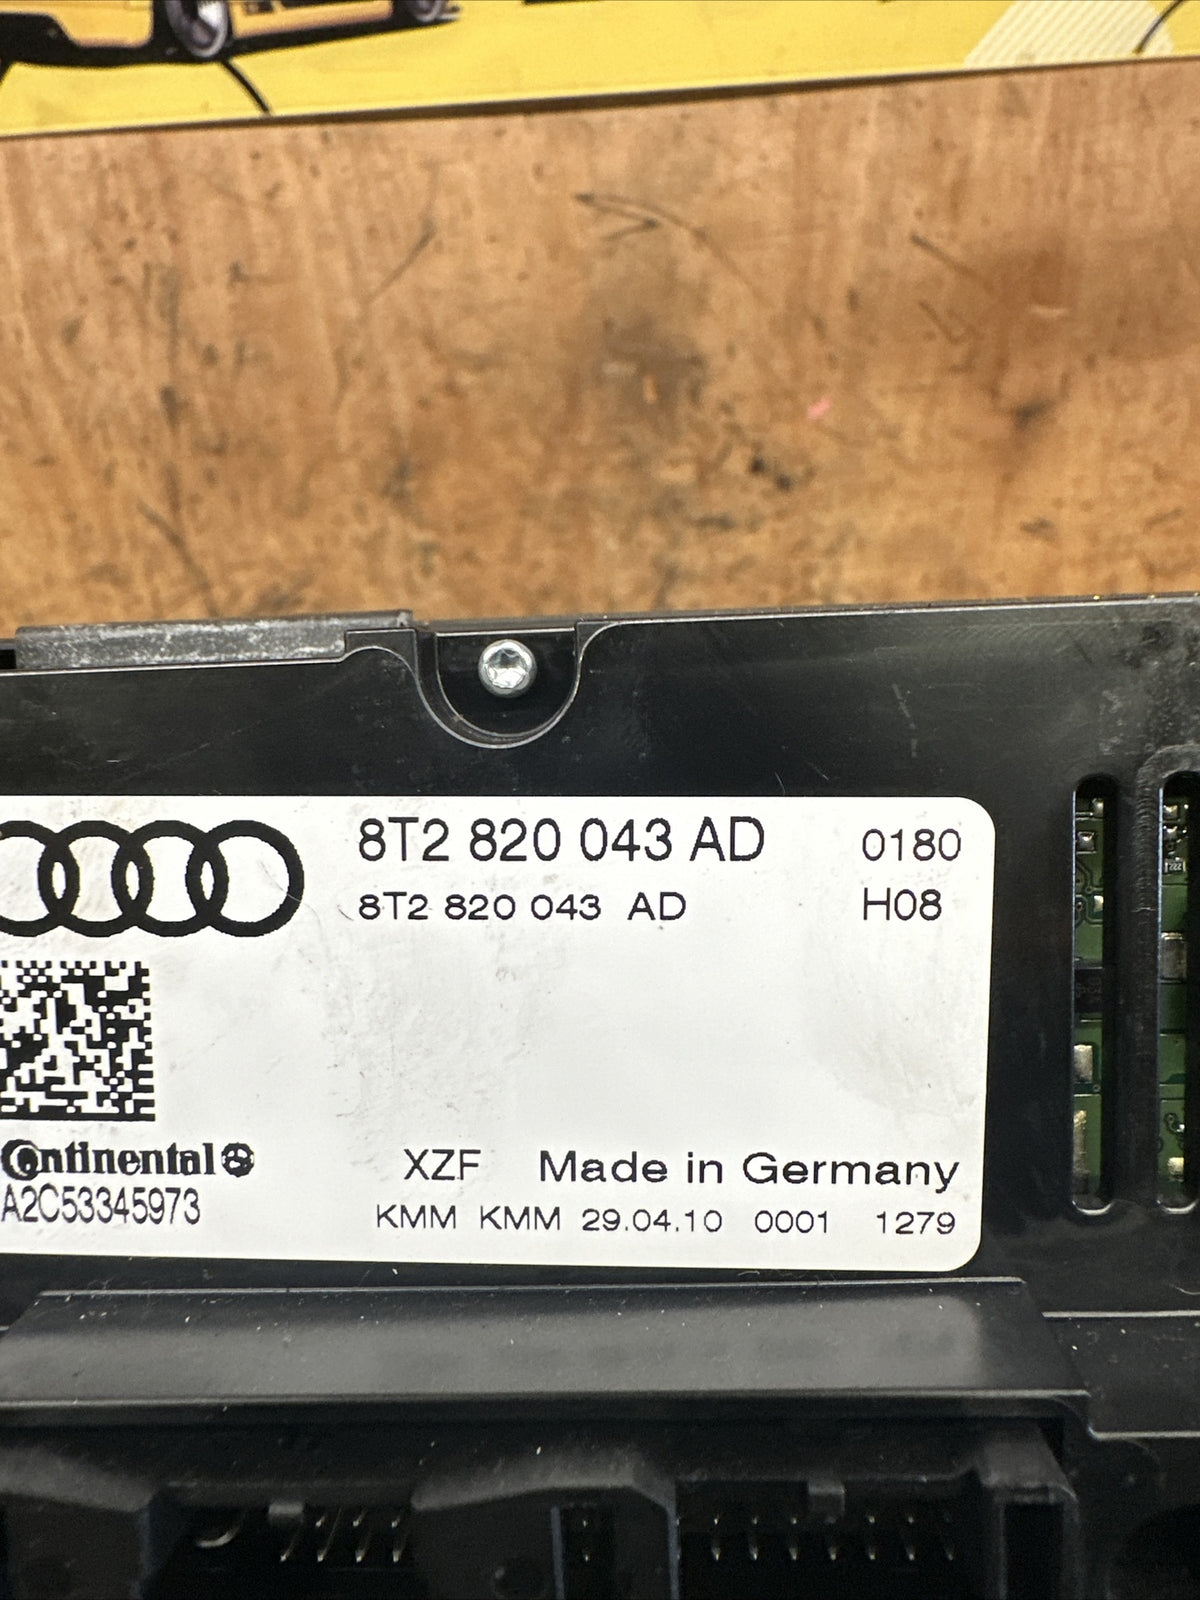 8T2 820 043 AD 0180
8T2 820 043 AD H08
Continental
A2C53345973
XZF Made in Germany
KMM KMM 29.04.10 0001 1279